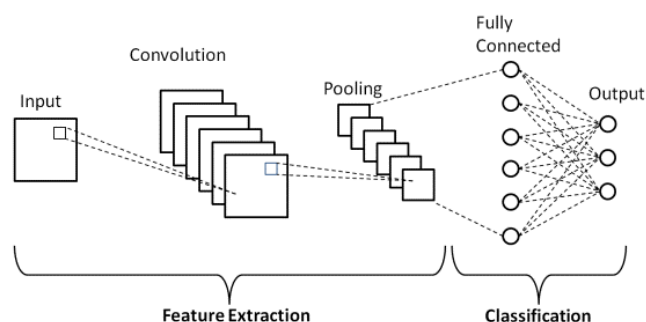 Fully
Connected
Convolution
Pooling
Input
Output
Feature Extraction
Classification